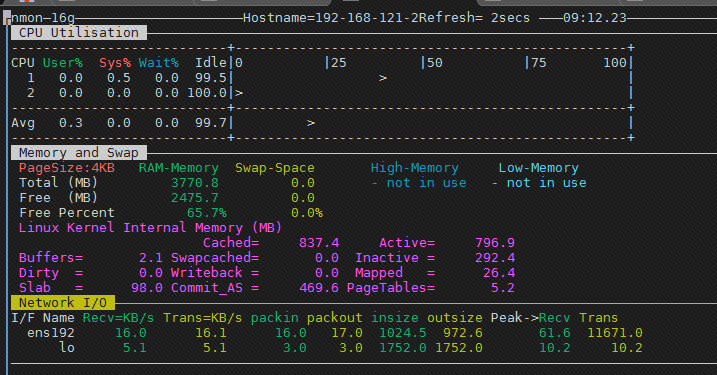 nmon—16g Hostname=192-168-121-2Refresh= 2secs 09:12.23
CPU Utilisation
CPU User% Sys% Wait% Idle|0 |25 |50 |75 100|
1 0.0 0.5 0.0 99.5| > |
2 0.0 0.0 0.0 100.0|> |
Avg 0.3 0.0 0.0 99.7| > |
Memory and Swap
PageSize:4KB RAM-Memory Swap-Space High-Memory Low-Memory
Total (MB) 3770.8 0.0 - not in use - not in use
Free (MB) 2475.7 0.0
Free Percent 65.7% 0.0%
Linux Kernel Internal Memory (MB)
Cached= 837.4 Active= 796.9
Buffers= 2.1 Swapcached= 0.0 Inactive = 292.4
Dirty = 0.0 Writeback = 0.0 Mapped = 26.4
Slab = 98.0 Commit_AS = 469.6 PageTables= 5.2
Network I/O
I/F Name Recv=KB/s Trans=KB/s packin packout insize outsize Peak->Recv Trans
ens192 16.0 16.1 16.0 17.0 1024.5 972.6 61.6 11671.0
lo 5.1 5.1 3.0 3.0 1752.0 1752.0 10.2 10.2